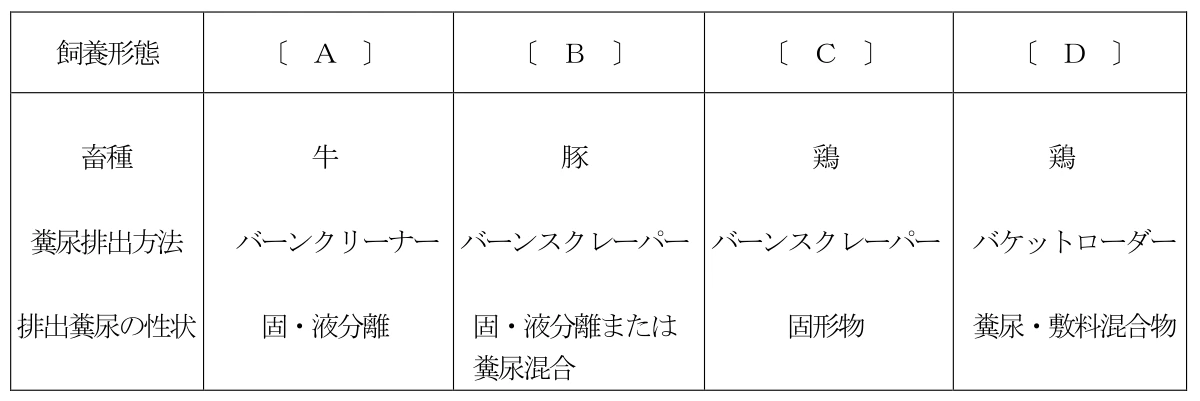 飼養形態 〔 A 〕 〔 B 〕 〔 C 〕 〔 D 〕
畜種 牛 豚 鶏 鶏
糞尿排出方法 バーンクリーナー バーンスクレーパー バーンスクレーパー バケットローダー
排出糞尿の性状 固・液分離 固・液分離または 固形物 糞尿・敷料混合物
糞尿混合